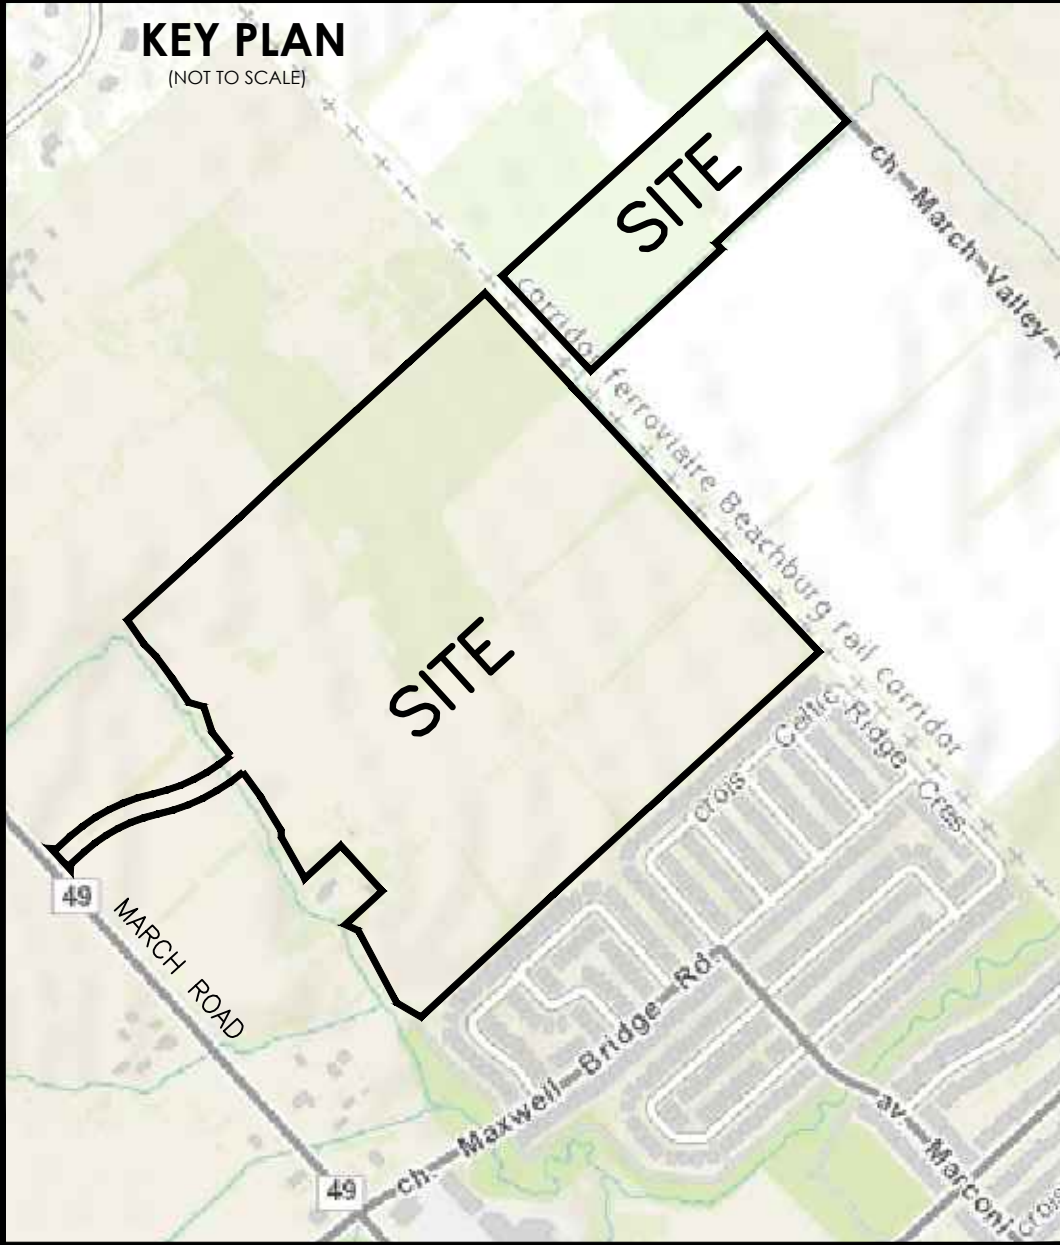 KEY PLAN
(NOT TO SCALE)
SITE
ch March Valley
corridor ferroviaire Beachburg rail corridor
SITE
crois Celtic Ridge Cres
49
MARCH ROAD
ch Maxwell Bridge Rd
av Marconi
49
crois